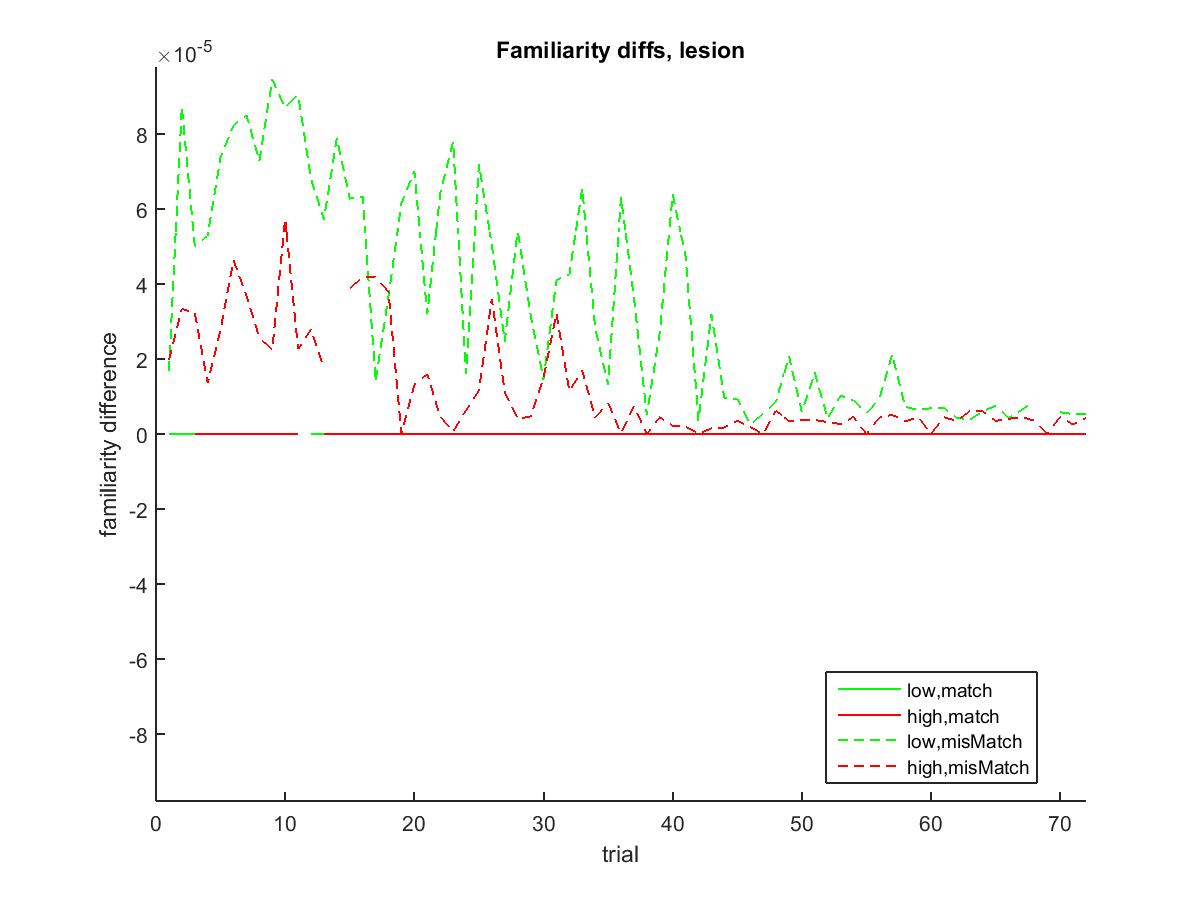 Familiarity diffs, lesion
×10-5
8
6
4
2
0
-2
-4
-6
-8
familiarity difference
0 10 20 30 40 50 60 70
trial
low,match
high,match
low,misMatch
high,misMatch